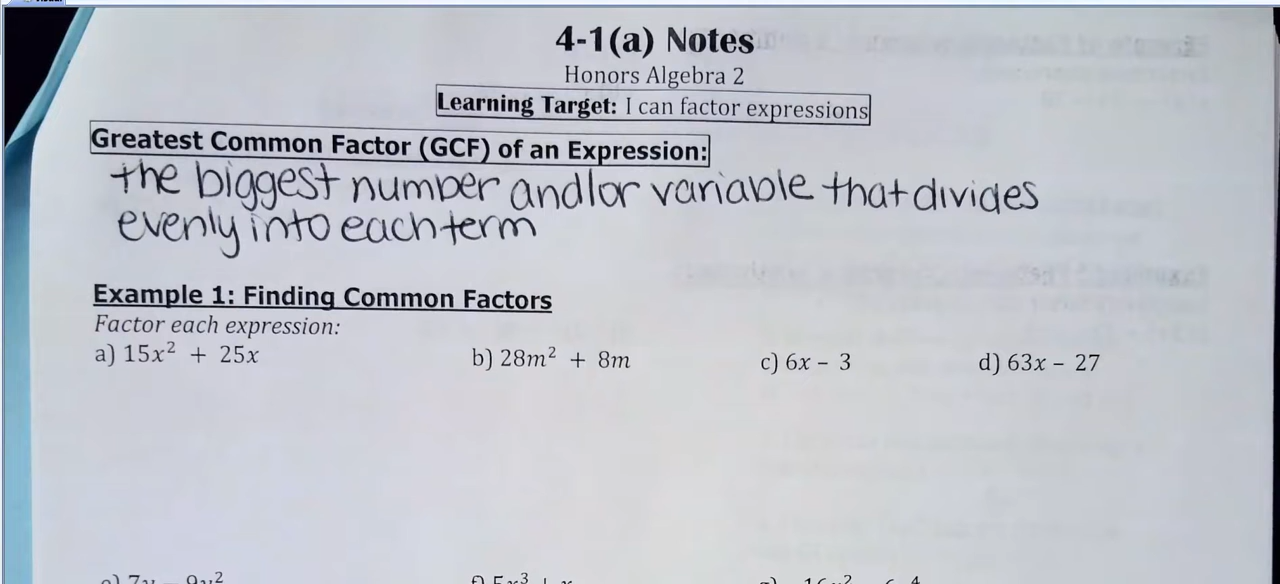 4-1(a) Notes
Honors Algebra 2
Learning Target: I can factor expressions
Greatest Common Factor (GCF) of an Expression:
the biggest number and/or variable that divides
evenly into each term
Example 1: Finding Common Factors
Factor each expression:
a) 15x² + 25x b) 28m² + 8m c) 6x – 3 d) 63x – 27